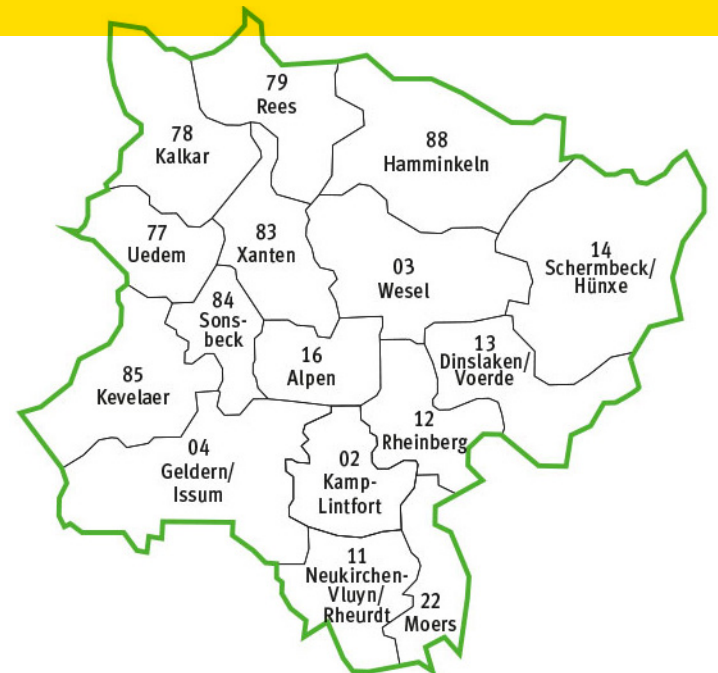 79
Rees
78
Kalkar
88
Hamminkeln
77
Uedem
83
Xanten
03
Wesel
14
Schermbeck/
Hünxe
84
Sons-
beck
16
Alpen
13
Dinslaken/
Voerde
85
Kevelaer
04
Geldern/
Issum
02
Kamp-
Lintfort
12
Rheinberg
11
Neukirchen-
Vluyn/
Rheurdt
22
Moers